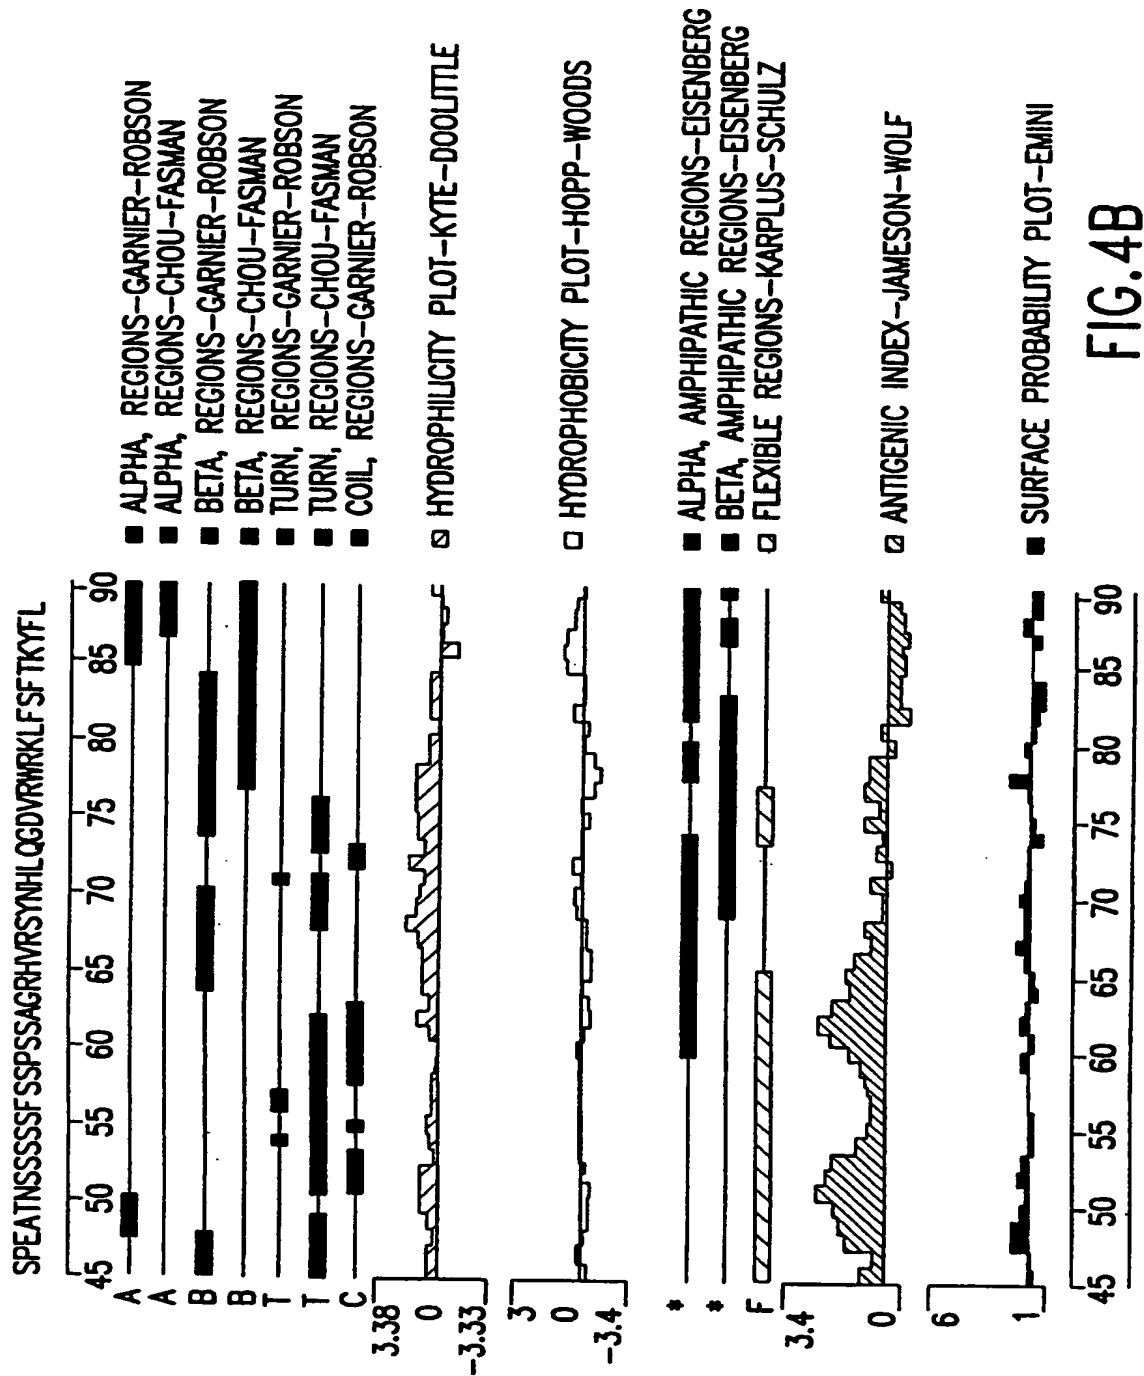 SPEATNSSSSSFSSPSSAGRHVRSYNHLQGDVRWRKLFSFTKYFL
45 50 55 60 65 70 75 80 85 90
A ALPHA, REGIONS-GARNIER-ROBSON
A ALPHA, REGIONS-CHOU-FASMAN
B BETA, REGIONS-GARNIER-ROBSON
B BETA, REGIONS-CHOU-FASMAN
T TURN, REGIONS-GARNIER-ROBSON
T TURN, REGIONS-CHOU-FASMAN
C COIL, REGIONS-GARNIER-ROBSON
3.38
0 HYDROPHILICITY PLOT-KYTE-DOOLITTLE
-3.33
3
0 HYDROPHOBICITY PLOT-HOPP-WOODS
-3.4
* ALPHA, AMPHIPATHIC REGIONS-EISENBERG
* BETA, AMPHIPATHIC REGIONS-EISENBERG
F FLEXIBLE REGIONS-KARPLUS-SCHULZ
3.4
0 ANTIGENIC INDEX-JAMESON-WOLF
6
1 SURFACE PROBABILITY PLOT-EMINI
45 50 55 60 65 70 75 80 85 90
FIG.4B